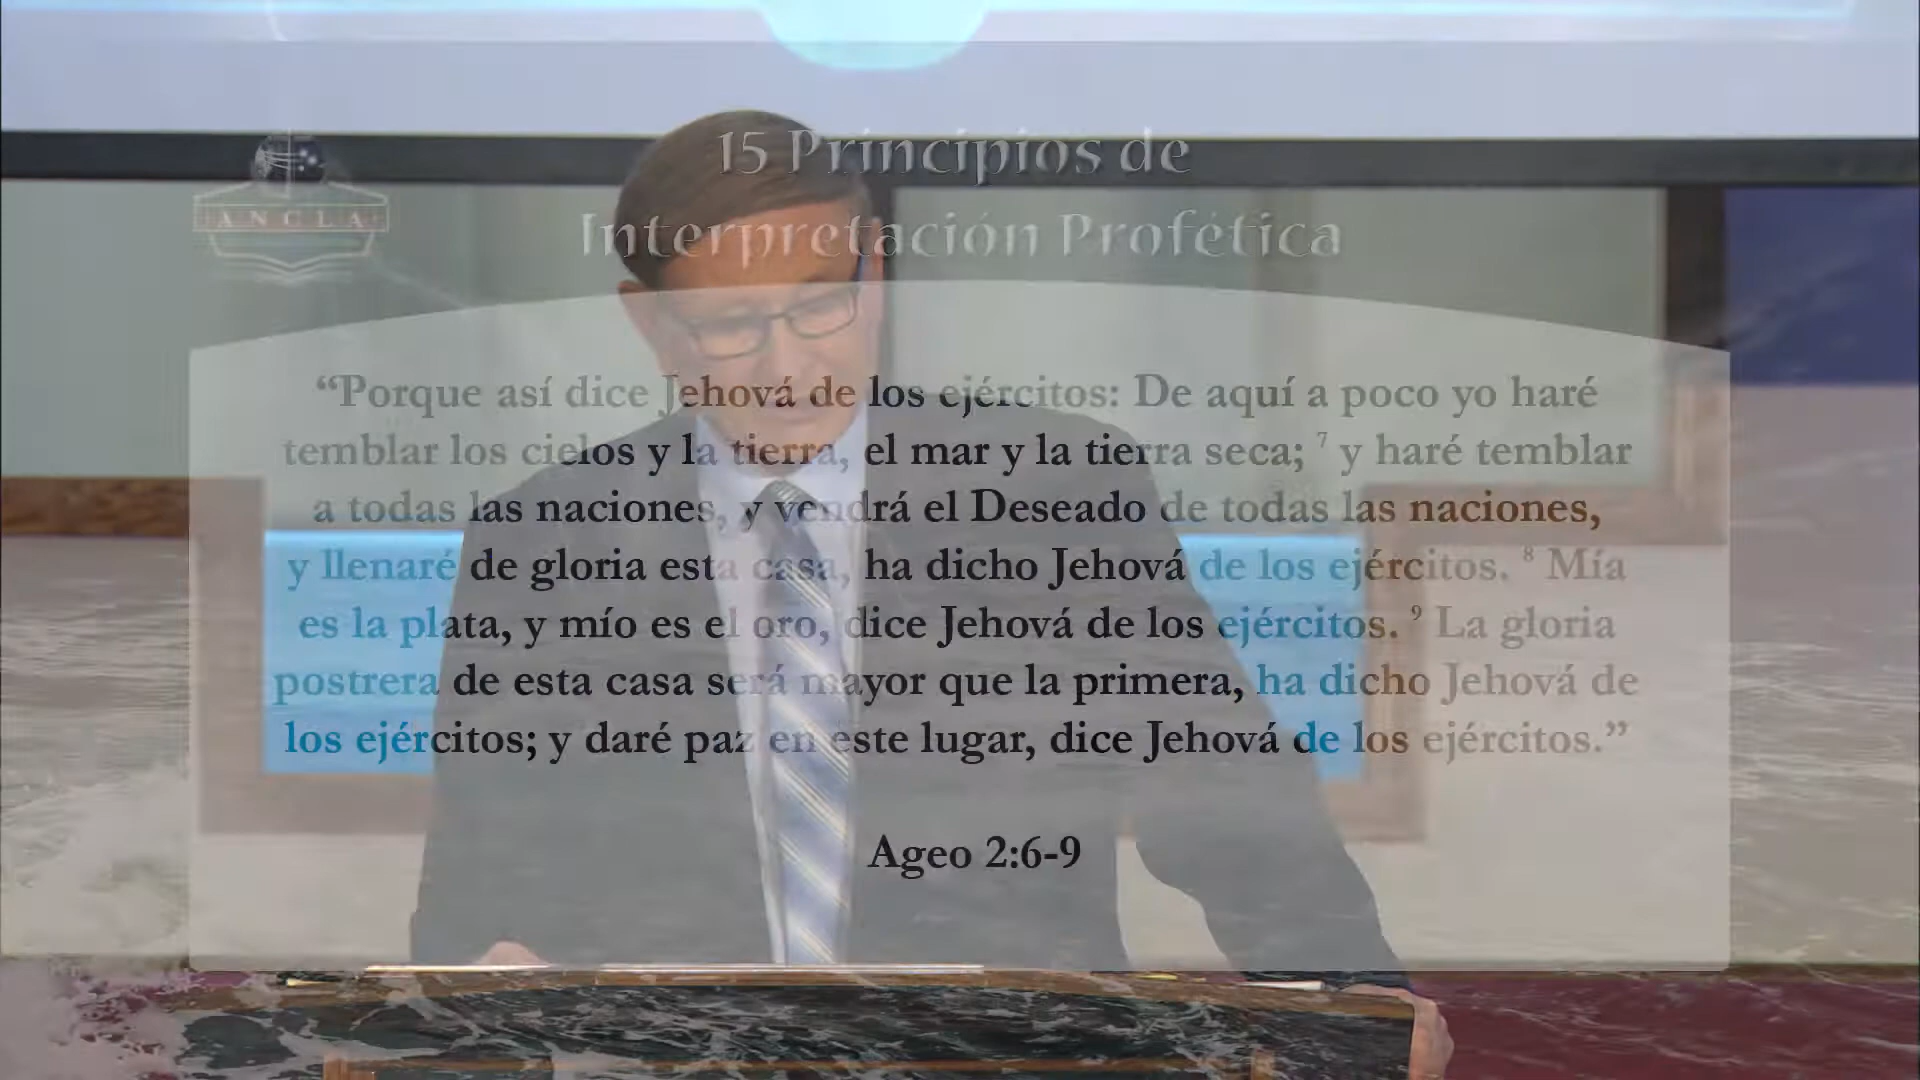 15 Principios de
Interpretación Profética
ANCLA
“Porque así dice Jehová de los ejércitos: De aquí a poco yo haré
temblar los cielos y la tierra, el mar y la tierra seca; ⁷ y haré temblar
a todas las naciones, y vendrá el Deseado de todas las naciones,
y llenaré de gloria esta casa, ha dicho Jehová de los ejércitos. ⁸ Mía
es la plata, y mío es el oro, dice Jehová de los ejércitos. ⁹ La gloria
postrera de esta casa será mayor que la primera, ha dicho Jehová de
los ejércitos; y daré paz en este lugar, dice Jehová de los ejércitos.”
Ageo 2:6-9